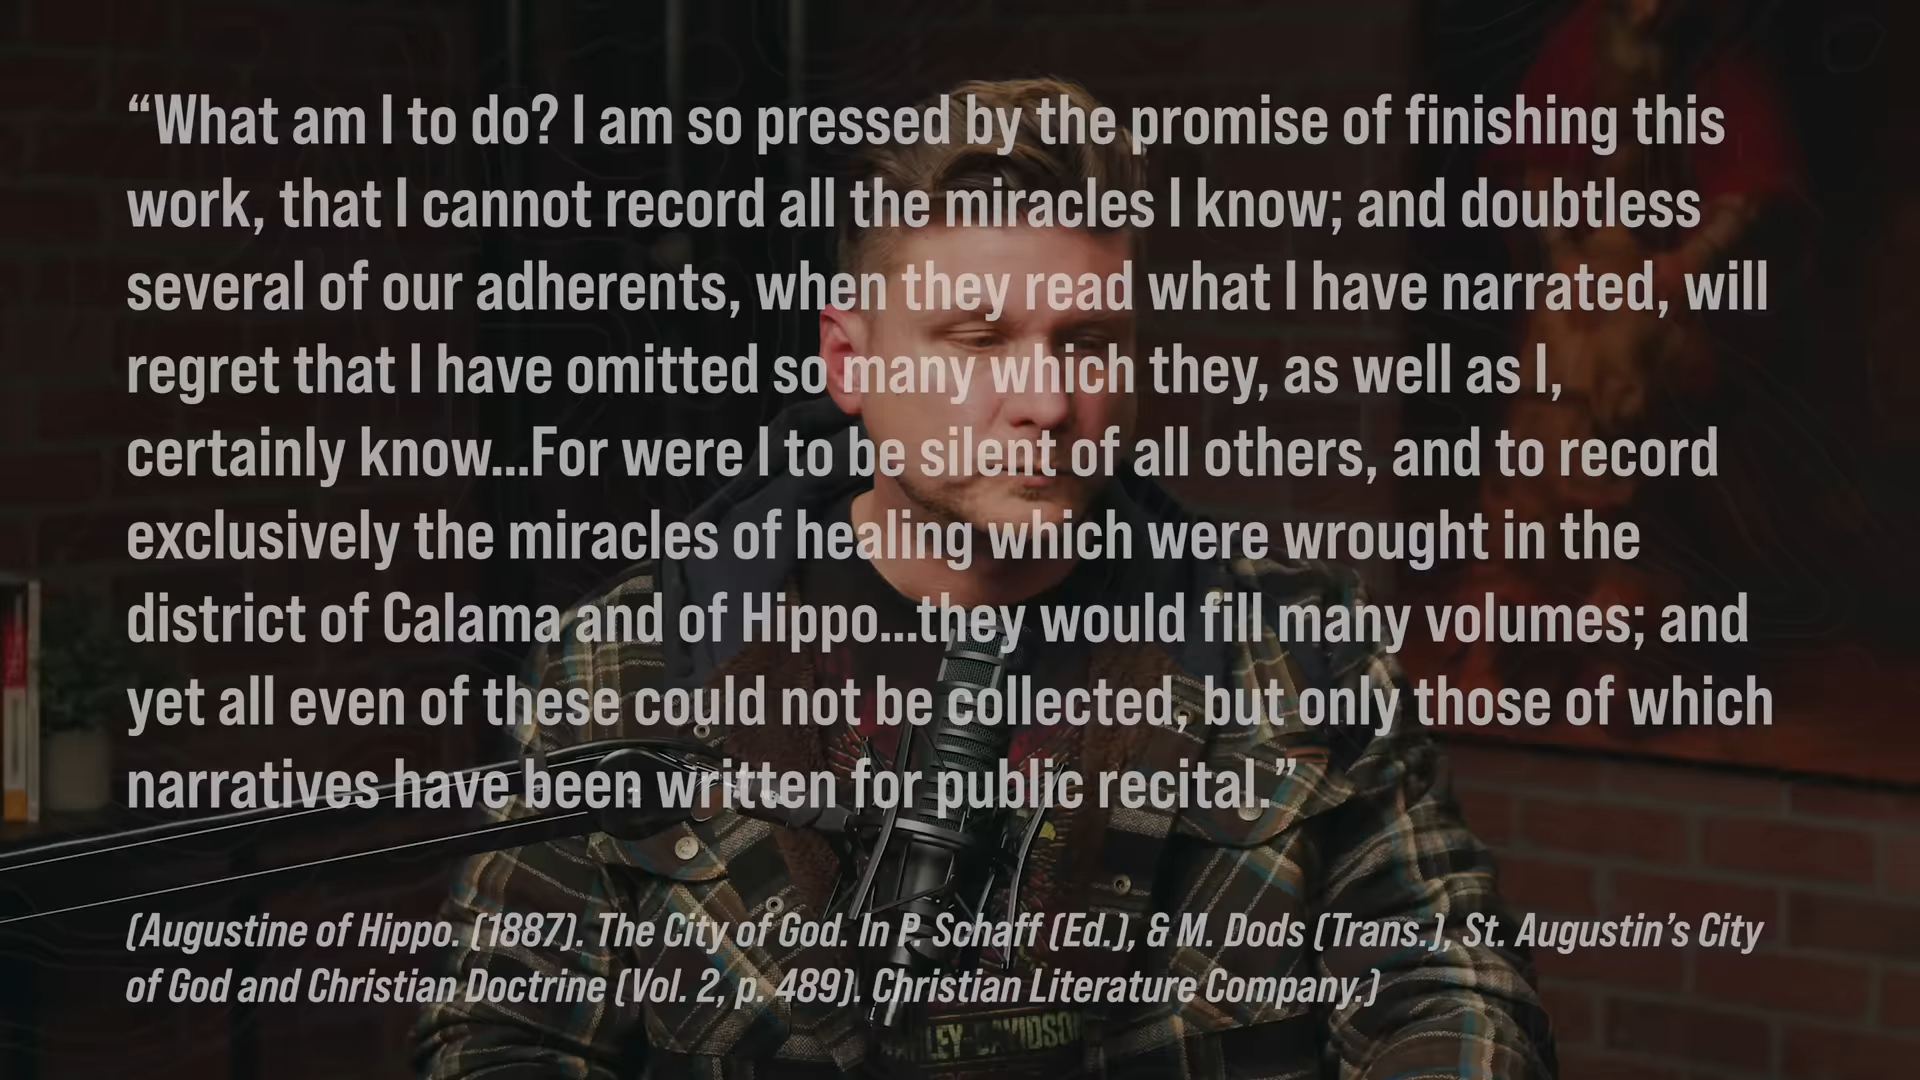 “What am I to do? I am so pressed by the promise of finishing this
work, that I cannot record all the miracles I know; and doubtless
several of our adherents, when they read what I have narrated, will
regret that I have omitted so many which they, as well as I,
certainly know...For were I to be silent of all others, and to record
exclusively the miracles of healing which were wrought in the
district of Calama and of Hippo...they would fill many volumes; and
yet all even of these could not be collected, but only those of which
narratives have been written for public recital.”
(Augustine of Hippo. (1887). The City of God. In P. Schaff (Ed.), & M. Dods (Trans.), St. Augustin’s City
of God and Christian Doctrine (Vol. 2, p. 489). Christian Literature Company.)
LEY-DAVIDSON